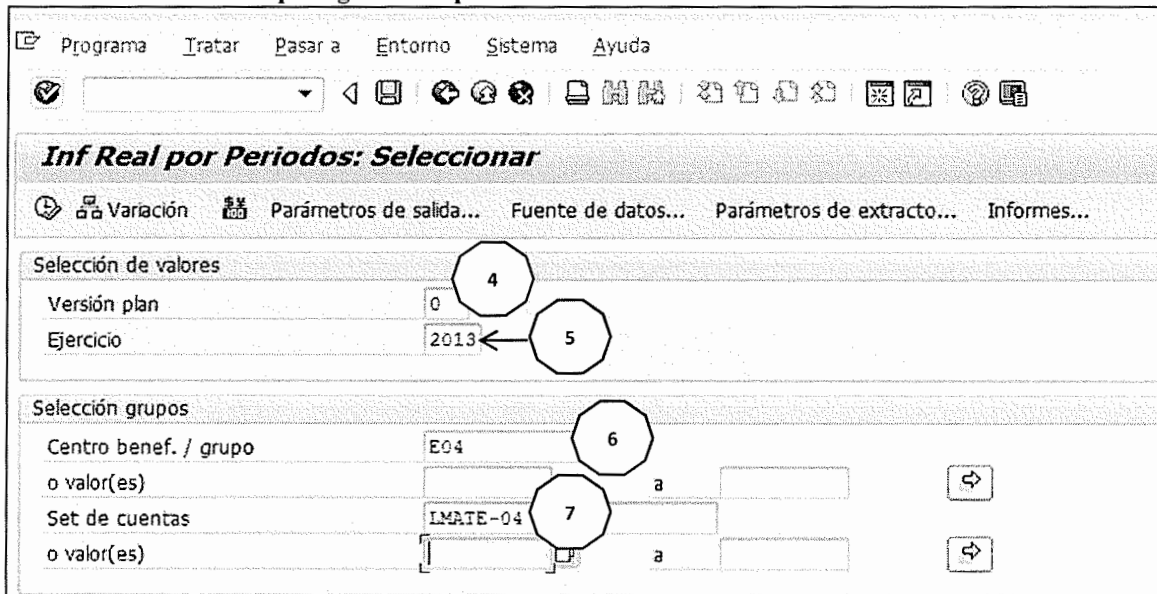 Programa Tratar Pasar a Entorno Sistema Ayuda
Inf Real por Periodos: Seleccionar
Variación Parámetros de salida... Fuente de datos... Parámetros de extracto... Informes...
Selección de valores
4
Versión plan 0
Ejercicio 2013 5
Selección grupos
Centro benef. / grupo E04 6
o valor(es) a
Set de cuentas LMATE-04 7
o valor(es) a